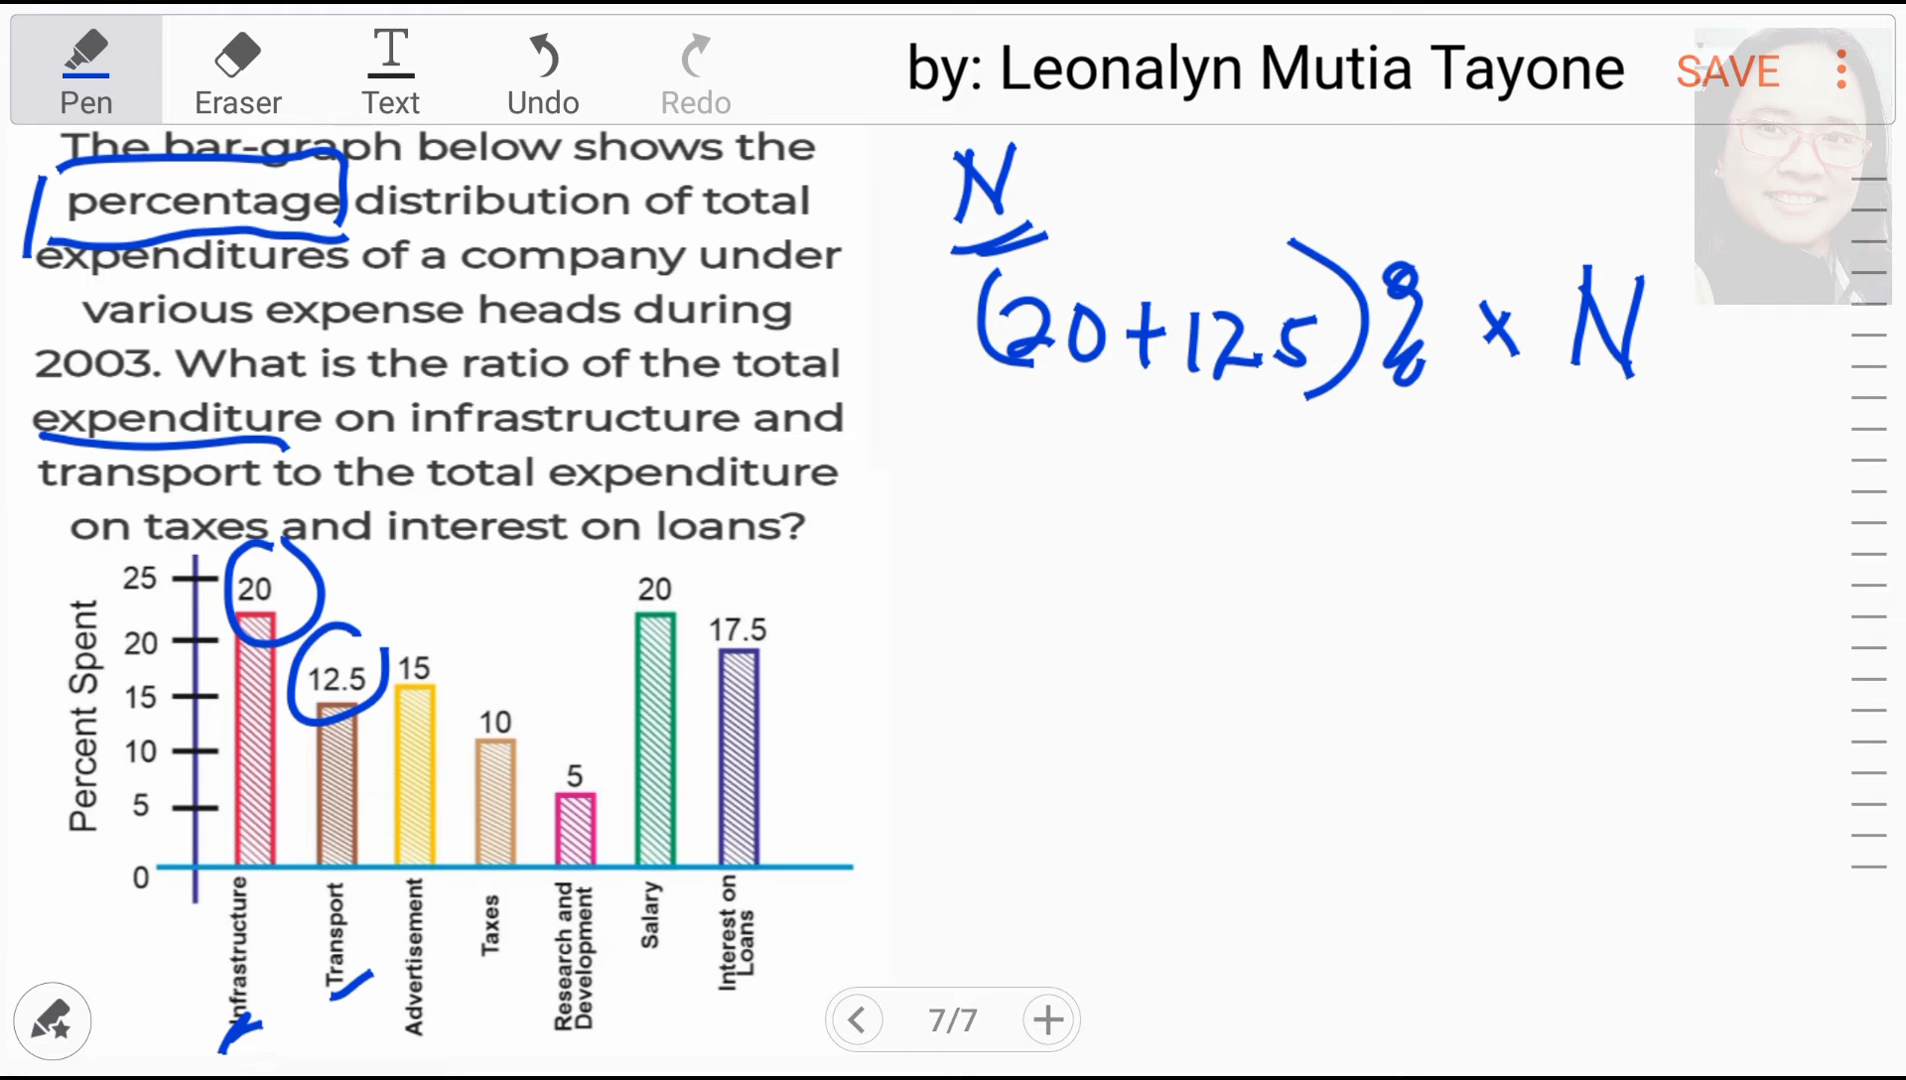 Pen Eraser Text Undo Redo by: Leonalyn Mutia Tayone SAVE
The bar-graph below shows the
percentage distribution of total
expenditures of a company under
various expense heads during
2003. What is the ratio of the total
expenditure on infrastructure and
transport to the total expenditure
on taxes and interest on loans?
N
(20+12.5)% × N
Percent Spent
25
20
15
10
5
0
20
12.5
15
10
5
20
17.5
Infrastructure
Transport
Advertisement
Taxes
Research and
Development
Salary
Interest on
Loans
7/7